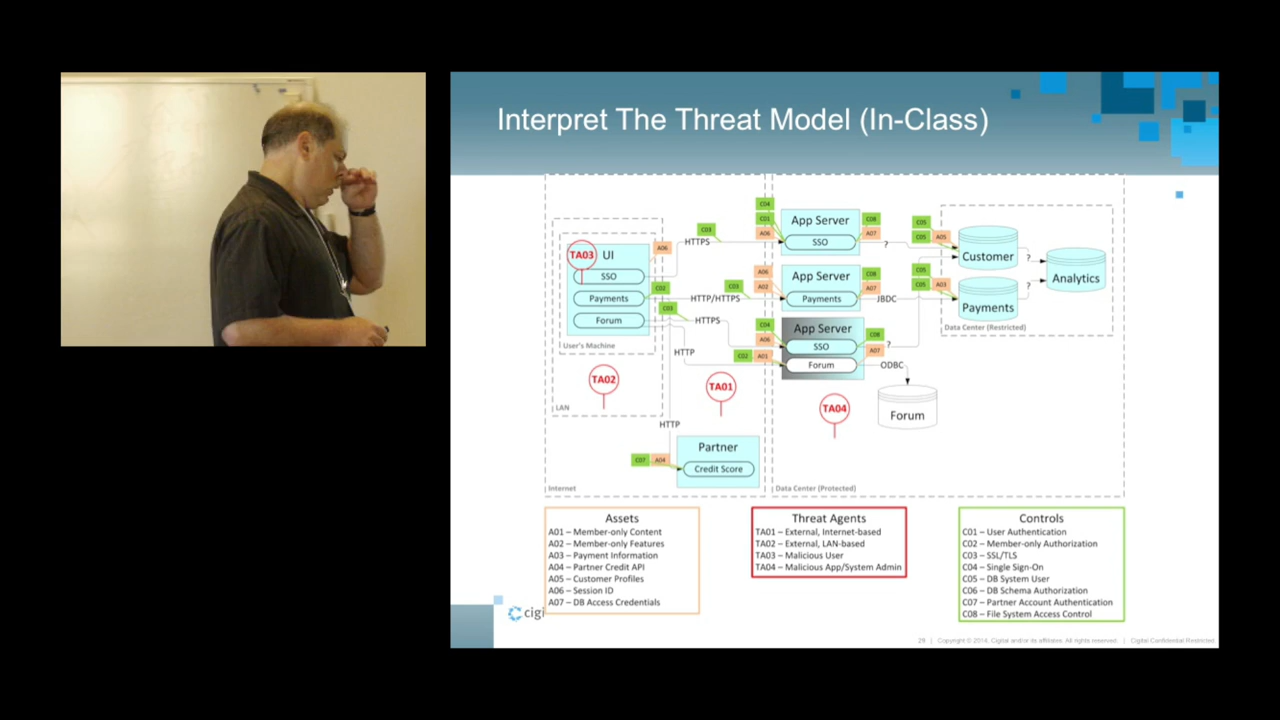 Interpret The Threat Model (In-Class)
C04
C01
A06
App Server
SSO
C08
A07
?
C05
C05
A05
Customer
?
Analytics
C03
HTTPS
A06
TA03
UI
SSO
Payments
Forum
C02
C03
User's Machine
HTTP/HTTPS
C03
A06
A02
App Server
Payments
C08
A07
JBDC
C05
C05
A03
Payments
?
Data Center (Restricted)
HTTPS
C04
A06
C02
A01
App Server
SSO
Forum
C08
A07
?
ODBC
Forum
HTTP
TA02
TA01
TA04
LAN
HTTP
Partner
Credit Score
C07
A04
Internet
Data Center (Protected)
Assets
A01 – Member-only Content
A02 – Member-only Features
A03 – Payment Information
A04 – Partner Credit API
A05 – Customer Profiles
A06 – Session ID
A07 – DB Access Credentials
Threat Agents
TA01 – External, Internet-based
TA02 – External, LAN-based
TA03 – Malicious User
TA04 – Malicious App/System Admin
Controls
C01 – User Authentication
C02 – Member-only Authorization
C03 – SSL/TLS
C04 – Single Sign-On
C05 – DB System User
C06 – DB Schema Authorization
C07 – Partner Account Authentication
C08 – File System Access Control
cigi
| Copyright © 2014, Cigital and/or its affiliates. All rights reserved. | Cigital Confidential Restricted.